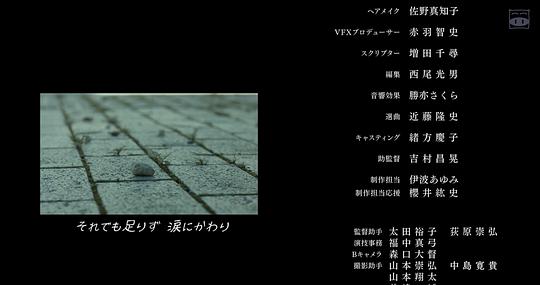 ヘアメイク 佐野真知子
VFXプロデューサー 赤羽智史
スクリプター 増田千尋
編集 西尾光男
音響効果 勝亦さくら
選曲 近藤隆史
キャスティング 緒方慶子
助監督 吉村昌晃
制作担当 伊波あゆみ
制作担当応援 櫻井紘史
それでも足りず 涙にかわり
監督助手 太田裕子 荻原崇弘
演技事務 福中真弓
Bキャメラ 森口大督
撮影助手 山本崇弘 中島寛貴
山本翔太